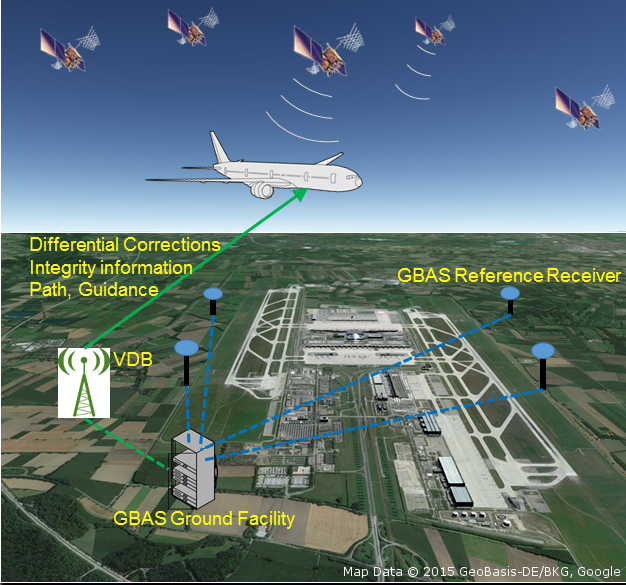 Differential Corrections
Integrity information
Path, Guidance
GBAS Reference Receiver
VDB
GBAS Ground Facility
Map Data © 2015 GeoBasis-DE/BKG, Google